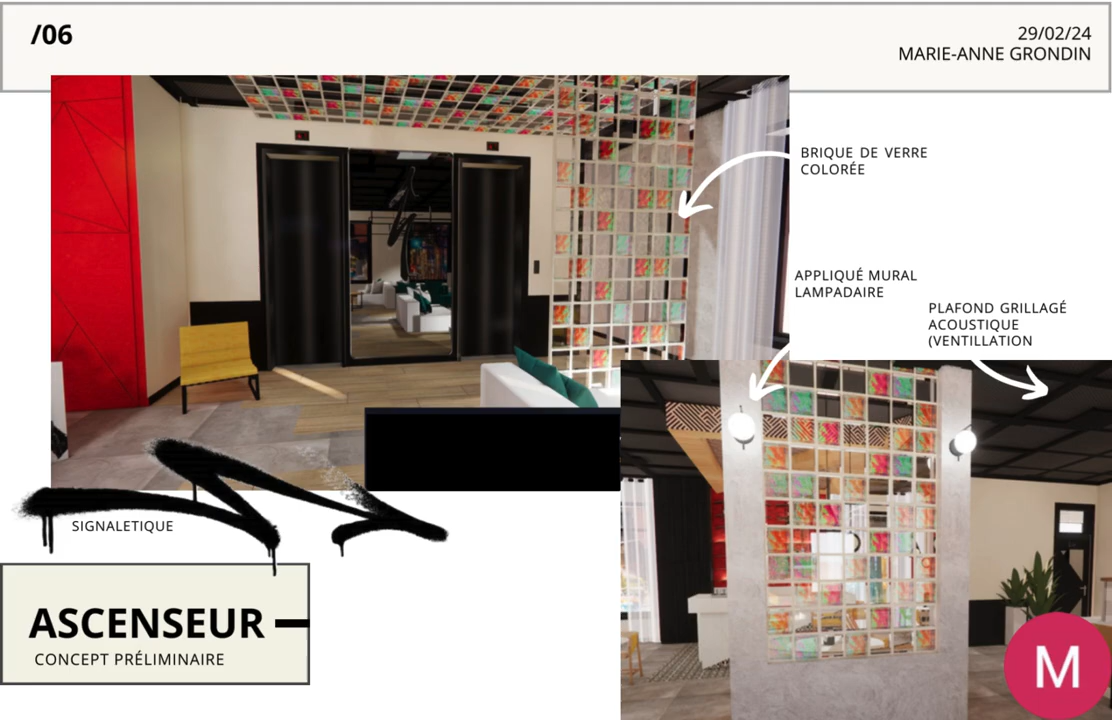 /06
29/02/24
MARIE-ANNE GRONDIN
BRIQUE DE VERRE
COLORÉE
APPLIQUÉ MURAL
LAMPADAIRE
PLAFOND GRILLAGÉ
ACOUSTIQUE
(VENTILLATION
SIGNALETIQUE
ASCENSEUR
CONCEPT PRÉLIMINAIRE
M